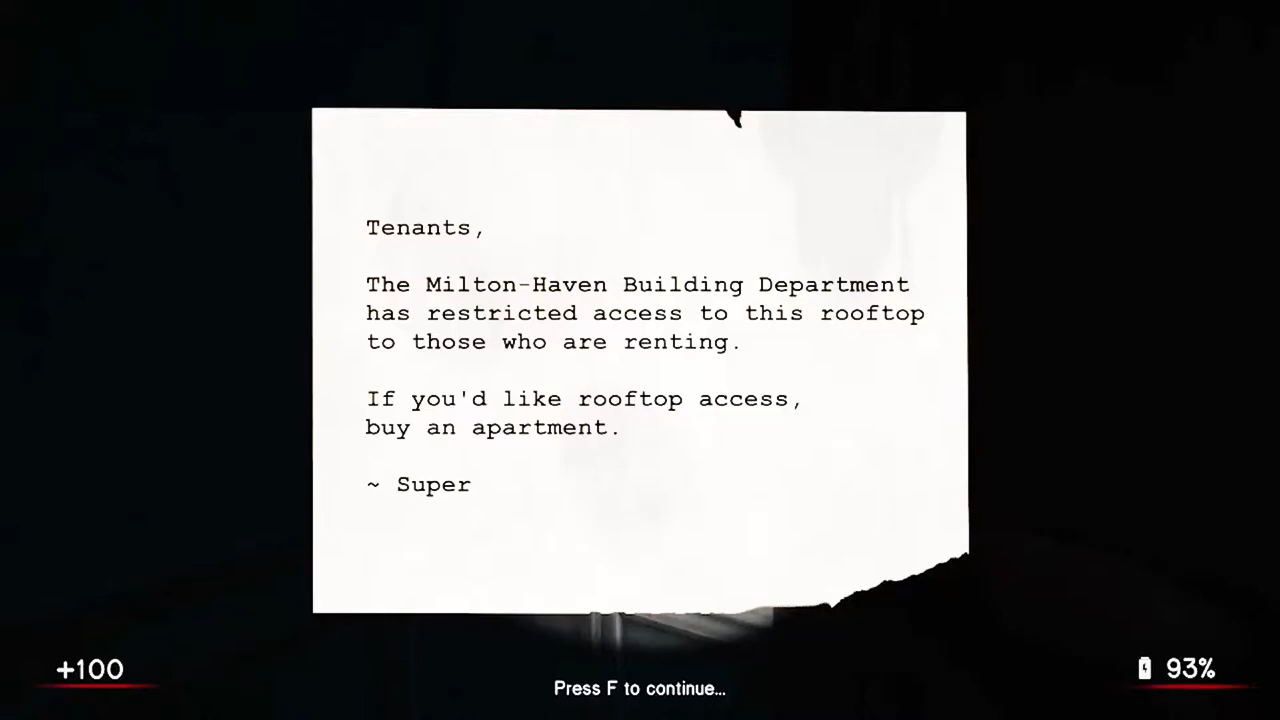 Tenants,
The Milton-Haven Building Department
has restricted access to this rooftop
to those who are renting.
If you'd like rooftop access,
buy an apartment.
~ Super
+100
93%
Press F to continue...